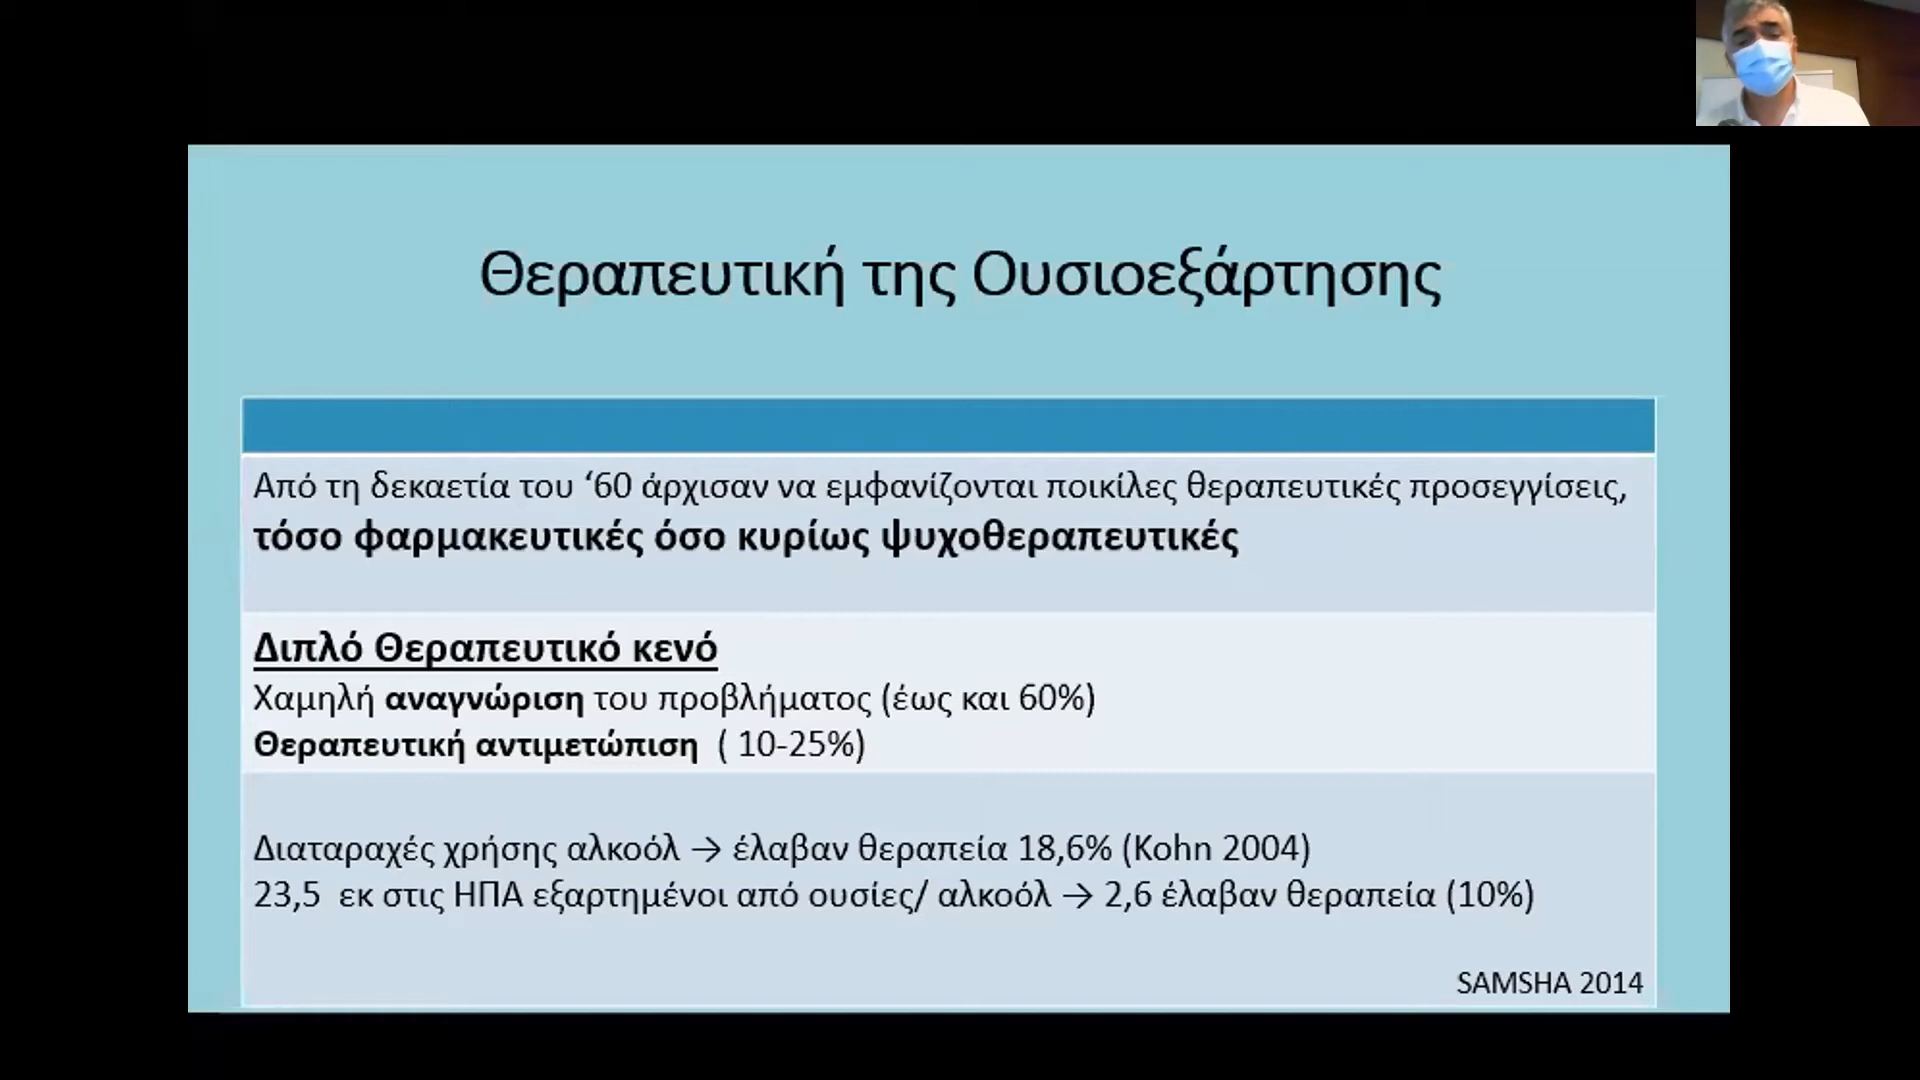 Θεραπευτική της Ουσιοεξάρτησης
Από τη δεκαετία του ‘60 άρχισαν να εμφανίζονται ποικίλες θεραπευτικές προσεγγίσεις,
τόσο φαρμακευτικές όσο κυρίως ψυχοθεραπευτικές
Διπλό Θεραπευτικό κενό
Χαμηλή αναγνώριση του προβλήματος (έως και 60%)
Θεραπευτική αντιμετώπιση ( 10-25%)
Διαταραχές χρήσης αλκοόλ → έλαβαν θεραπεία 18,6% (Kohn 2004)
23,5 εκ στις ΗΠΑ εξαρτημένοι από ουσίες/ αλκοόλ → 2,6 έλαβαν θεραπεία (10%)
SAMSHA 2014